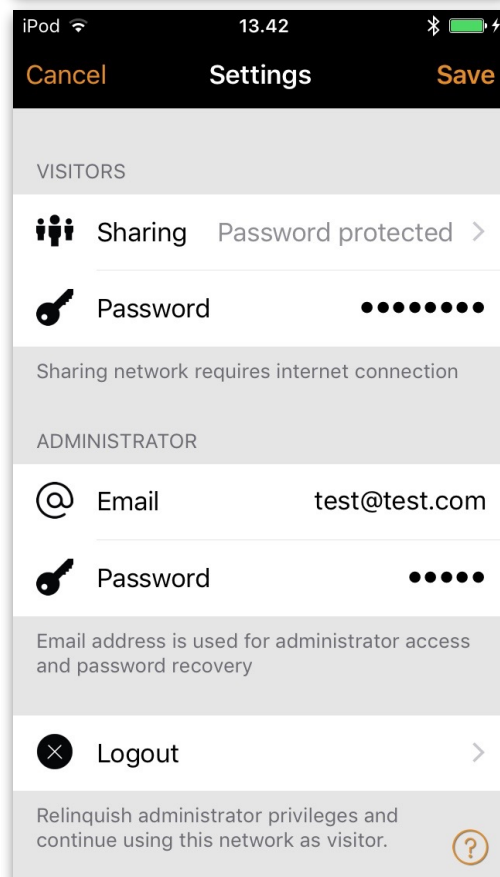 iPod 13.42
Cancel Settings Save
VISITORS
Sharing Password protected
Password ••••••••
Sharing network requires internet connection
ADMINISTRATOR
Email test@test.com
Password •••••
Email address is used for administrator access
and password recovery
Logout
Relinquish administrator privileges and
continue using this network as visitor.
?